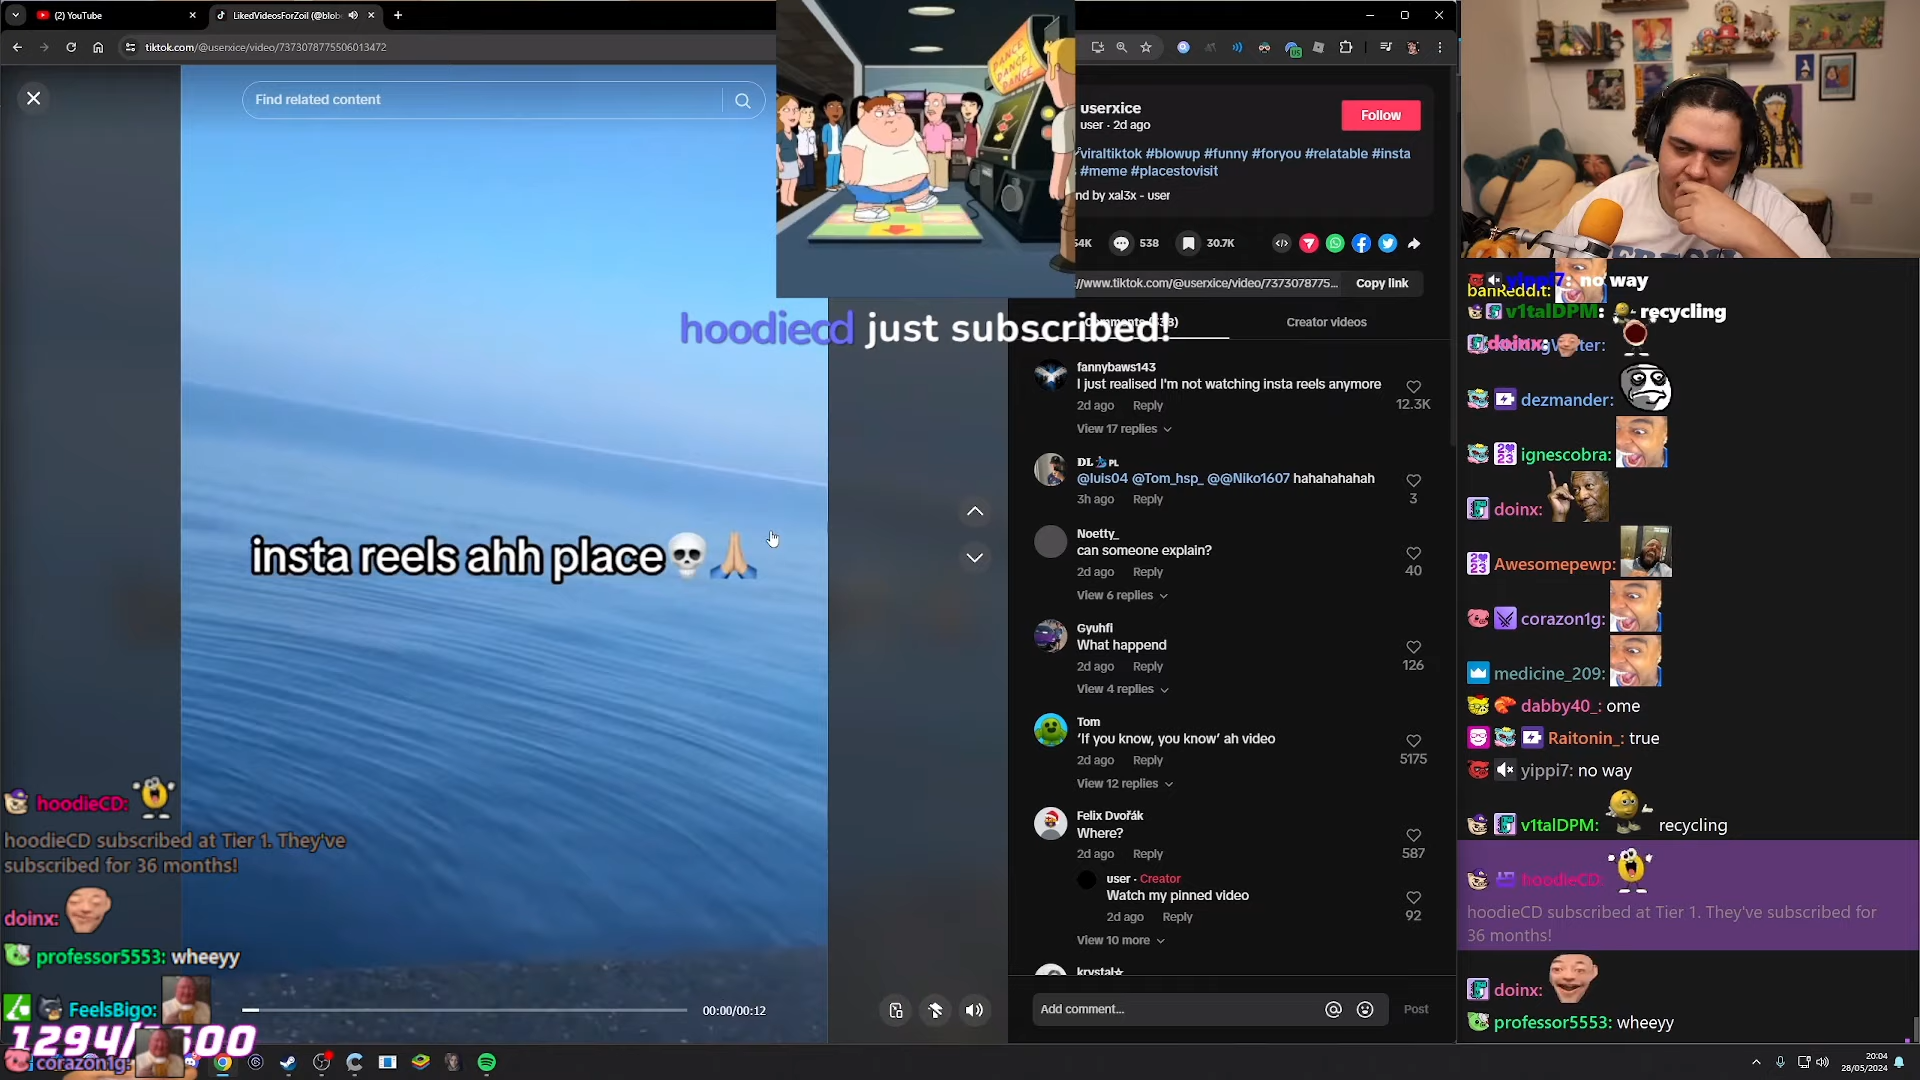 (2) YouTube
LikedVideosForZoil (@blob
tiktok.com/@userxice/video/7373078775506013472
Find related content
DANCE
DANCE
userxice
user · 2d ago
Follow
viraltiktok #blowup #funny #foryou #relatable #insta
#meme #placestovisit
nd by xal3x - user
54K
538
30.7K
//www.tiktok.com/@userxice/video/7373078775...
Copy link
hoodiecd just subscribed!
Creator videos
fannybaws143
I just realised I'm not watching insta reels anymore
12.3K
2d ago Reply
View 17 replies
DL PL
@luis04 @Tom_hsp_ @@Niko1607 hahahahahah
3
3h ago Reply
Noetty_
can someone explain?
40
2d ago Reply
View 6 replies
Gyuhfi
What happend
126
2d ago Reply
View 4 replies
Tom
‘If you know, you know’ ah video
5175
2d ago Reply
View 12 replies
Felix Dvořák
Where?
587
2d ago Reply
user · Creator
Watch my pinned video
92
2d ago Reply
View 10 more
krystal☆
Add comment...
Post
insta reels ahh place💀🙏🏼
00:00/00:12
hoodieCD:
hoodieCD subscribed at Tier 1. They've
subscribed for 36 months!
doinx:
professor5553: wheeyy
FeelsBigo:
corazon1g:
banReddit:
yippi7: no way
v1talDPM: recycling
doinx:
dezmander:
ignescobra:
doinx:
Awesomepewp:
corazon1g:
medicine_209:
dabby40_: ome
Raitonin_: true
yippi7: no way
v1talDPM: recycling
hoodieCD:
hoodieCD subscribed at Tier 1. They've subscribed for
36 months!
doinx:
professor5553: wheeyy
20:04
28/05/2024